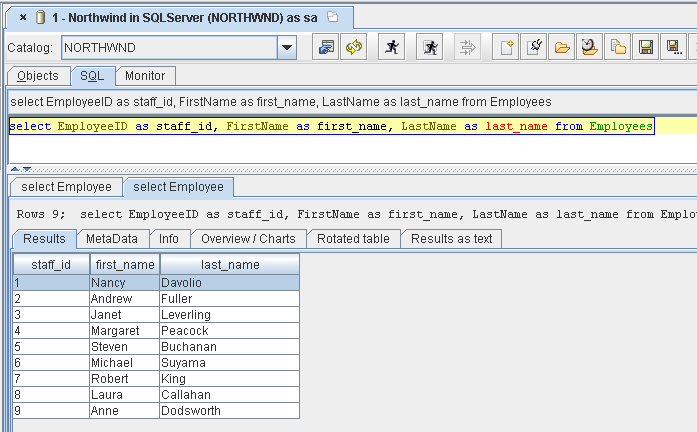 1 - Northwind in SQLServer (NORTHWND) as sa
Catalog: NORTHWND
Objects SQL Monitor
select EmployeeID as staff_id, FirstName as first_name, LastName as last_name from Employees
select EmployeeID as staff_id, FirstName as first_name, LastName as last_name from Employees
select Employee select Employee
Rows 9; select EmployeeID as staff_id, FirstName as first_name, LastName as last_name from Emplo
Results MetaData Info Overview / Charts Rotated table Results as text
staff_id first_name last_name
1 Nancy Davolio
2 Andrew Fuller
3 Janet Leverling
4 Margaret Peacock
5 Steven Buchanan
6 Michael Suyama
7 Robert King
8 Laura Callahan
9 Anne Dodsworth